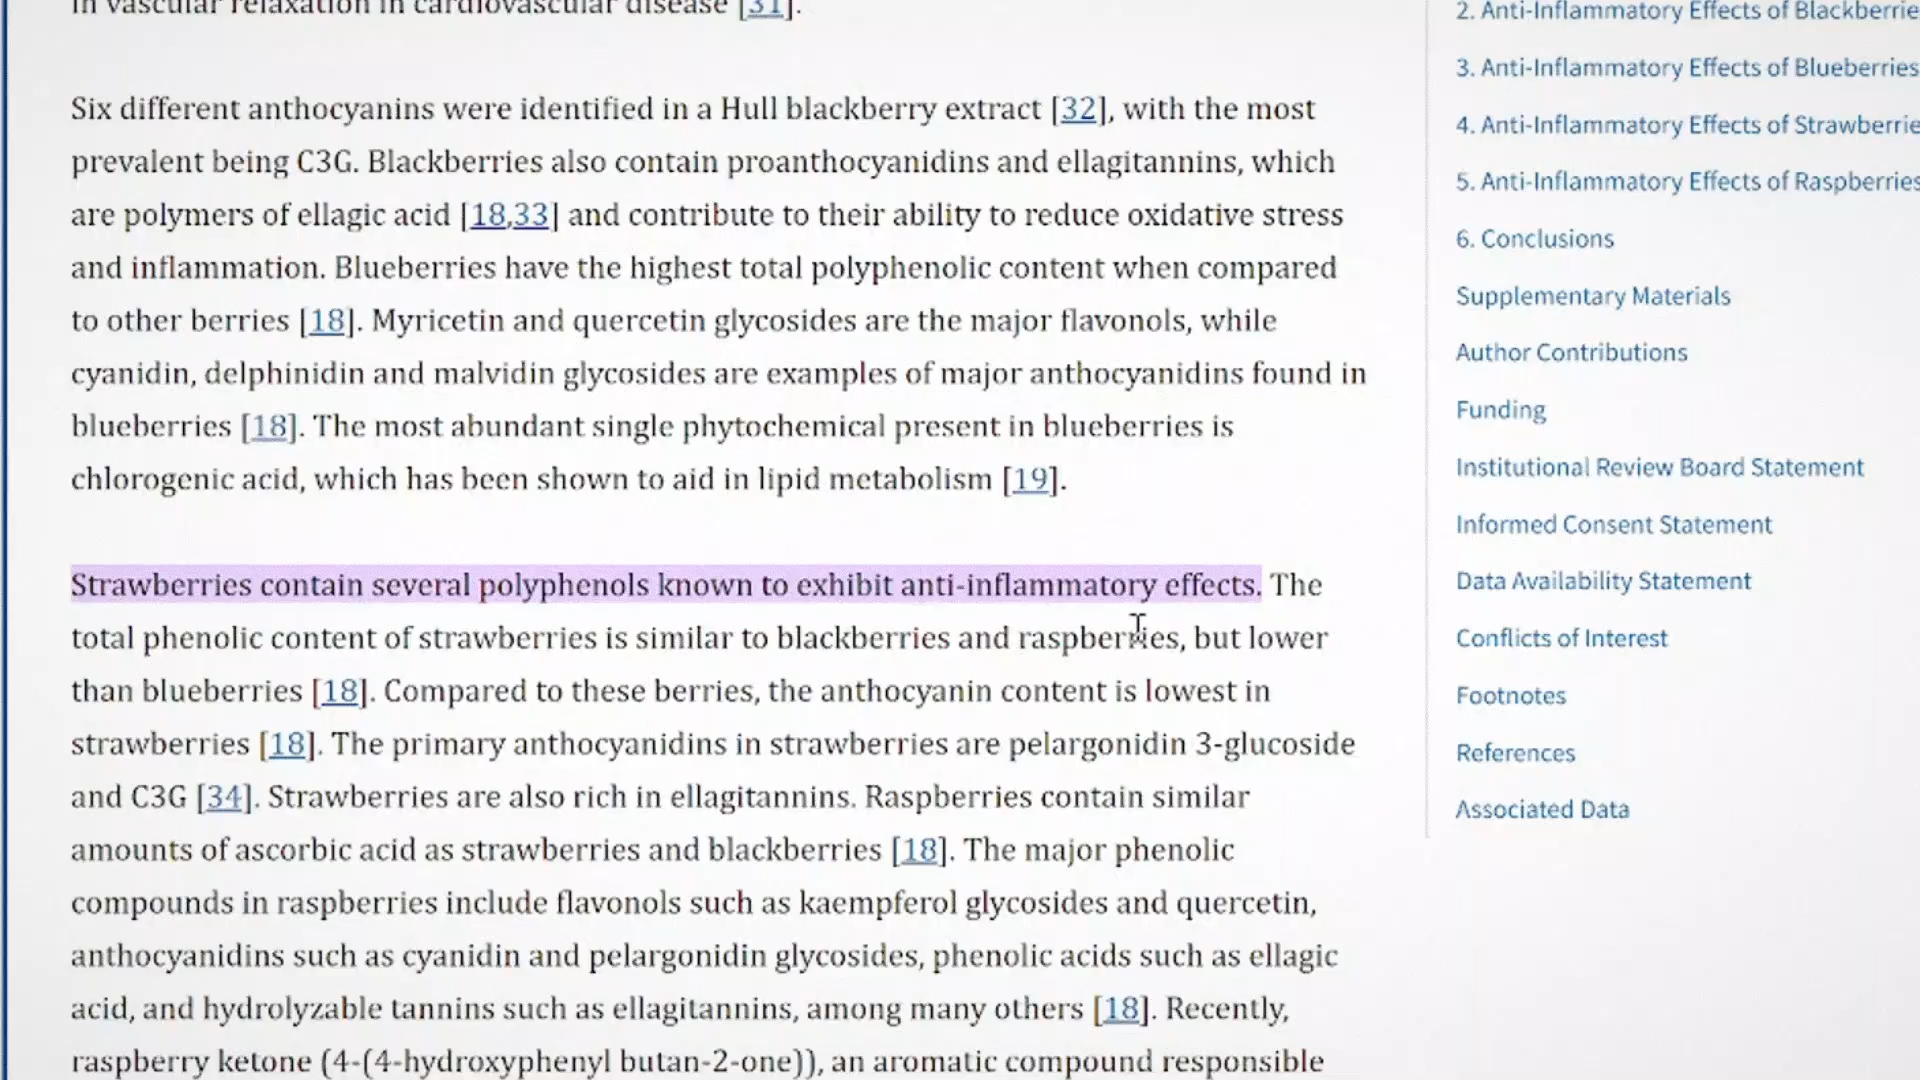 in vascular relaxation in cardiovascular disease [31].
Six different anthocyanins were identified in a Hull blackberry extract [32], with the most
prevalent being C3G. Blackberries also contain proanthocyanidins and ellagitannins, which
are polymers of ellagic acid [18,33] and contribute to their ability to reduce oxidative stress
and inflammation. Blueberries have the highest total polyphenolic content when compared
to other berries [18]. Myricetin and quercetin glycosides are the major flavonols, while
cyanidin, delphinidin and malvidin glycosides are examples of major anthocyanidins found in
blueberries [18]. The most abundant single phytochemical present in blueberries is
chlorogenic acid, which has been shown to aid in lipid metabolism [19].
Strawberries contain several polyphenols known to exhibit anti-inflammatory effects. The
total phenolic content of strawberries is similar to blackberries and raspberries, but lower
than blueberries [18]. Compared to these berries, the anthocyanin content is lowest in
strawberries [18]. The primary anthocyanidins in strawberries are pelargonidin 3-glucoside
and C3G [34]. Strawberries are also rich in ellagitannins. Raspberries contain similar
amounts of ascorbic acid as strawberries and blackberries [18]. The major phenolic
compounds in raspberries include flavonols such as kaempferol glycosides and quercetin,
anthocyanidins such as cyanidin and pelargonidin glycosides, phenolic acids such as ellagic
acid, and hydrolyzable tannins such as ellagitannins, among many others [18]. Recently,
raspberry ketone (4-(4-hydroxyphenyl butan-2-one)), an aromatic compound responsible
2. Anti-Inflammatory Effects of Blackberrie
3. Anti-Inflammatory Effects of Blueberries
4. Anti-Inflammatory Effects of Strawberrie
5. Anti-Inflammatory Effects of Raspberries
6. Conclusions
Supplementary Materials
Author Contributions
Funding
Institutional Review Board Statement
Informed Consent Statement
Data Availability Statement
Conflicts of Interest
Footnotes
References
Associated Data